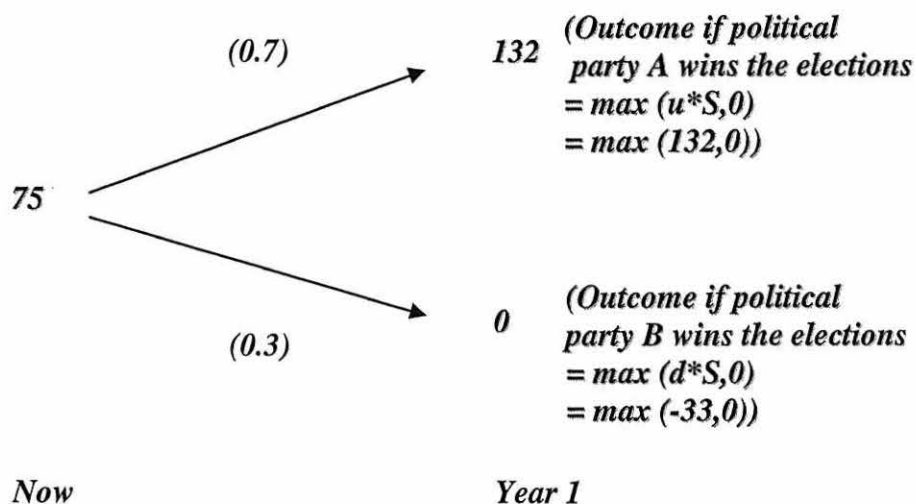 (0.7)
132 (Outcome if political
party A wins the elections
= max (u*S,0)
= max (132,0))
75
0 (Outcome if political
party B wins the elections
= max (d*S,0)
= max (-33,0))
(0.3)
Now Year 1